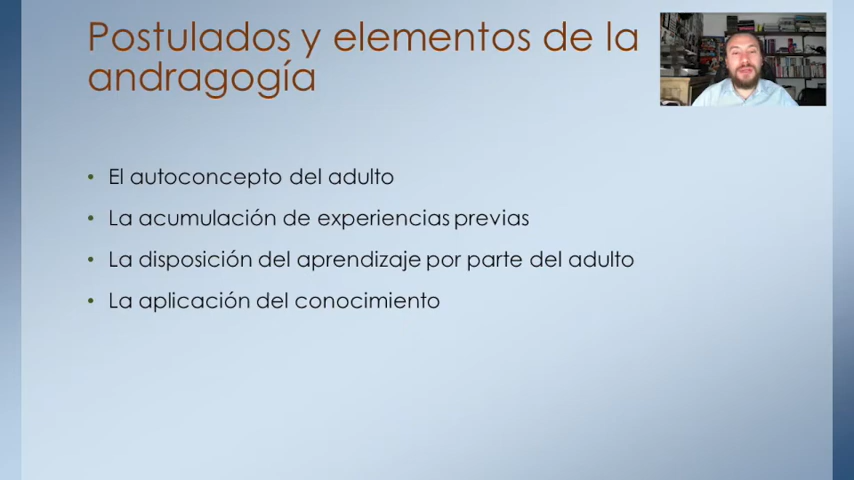 Postulados y elementos de la
andragogía
• El autoconcepto del adulto
• La acumulación de experiencias previas
• La disposición del aprendizaje por parte del adulto
• La aplicación del conocimiento